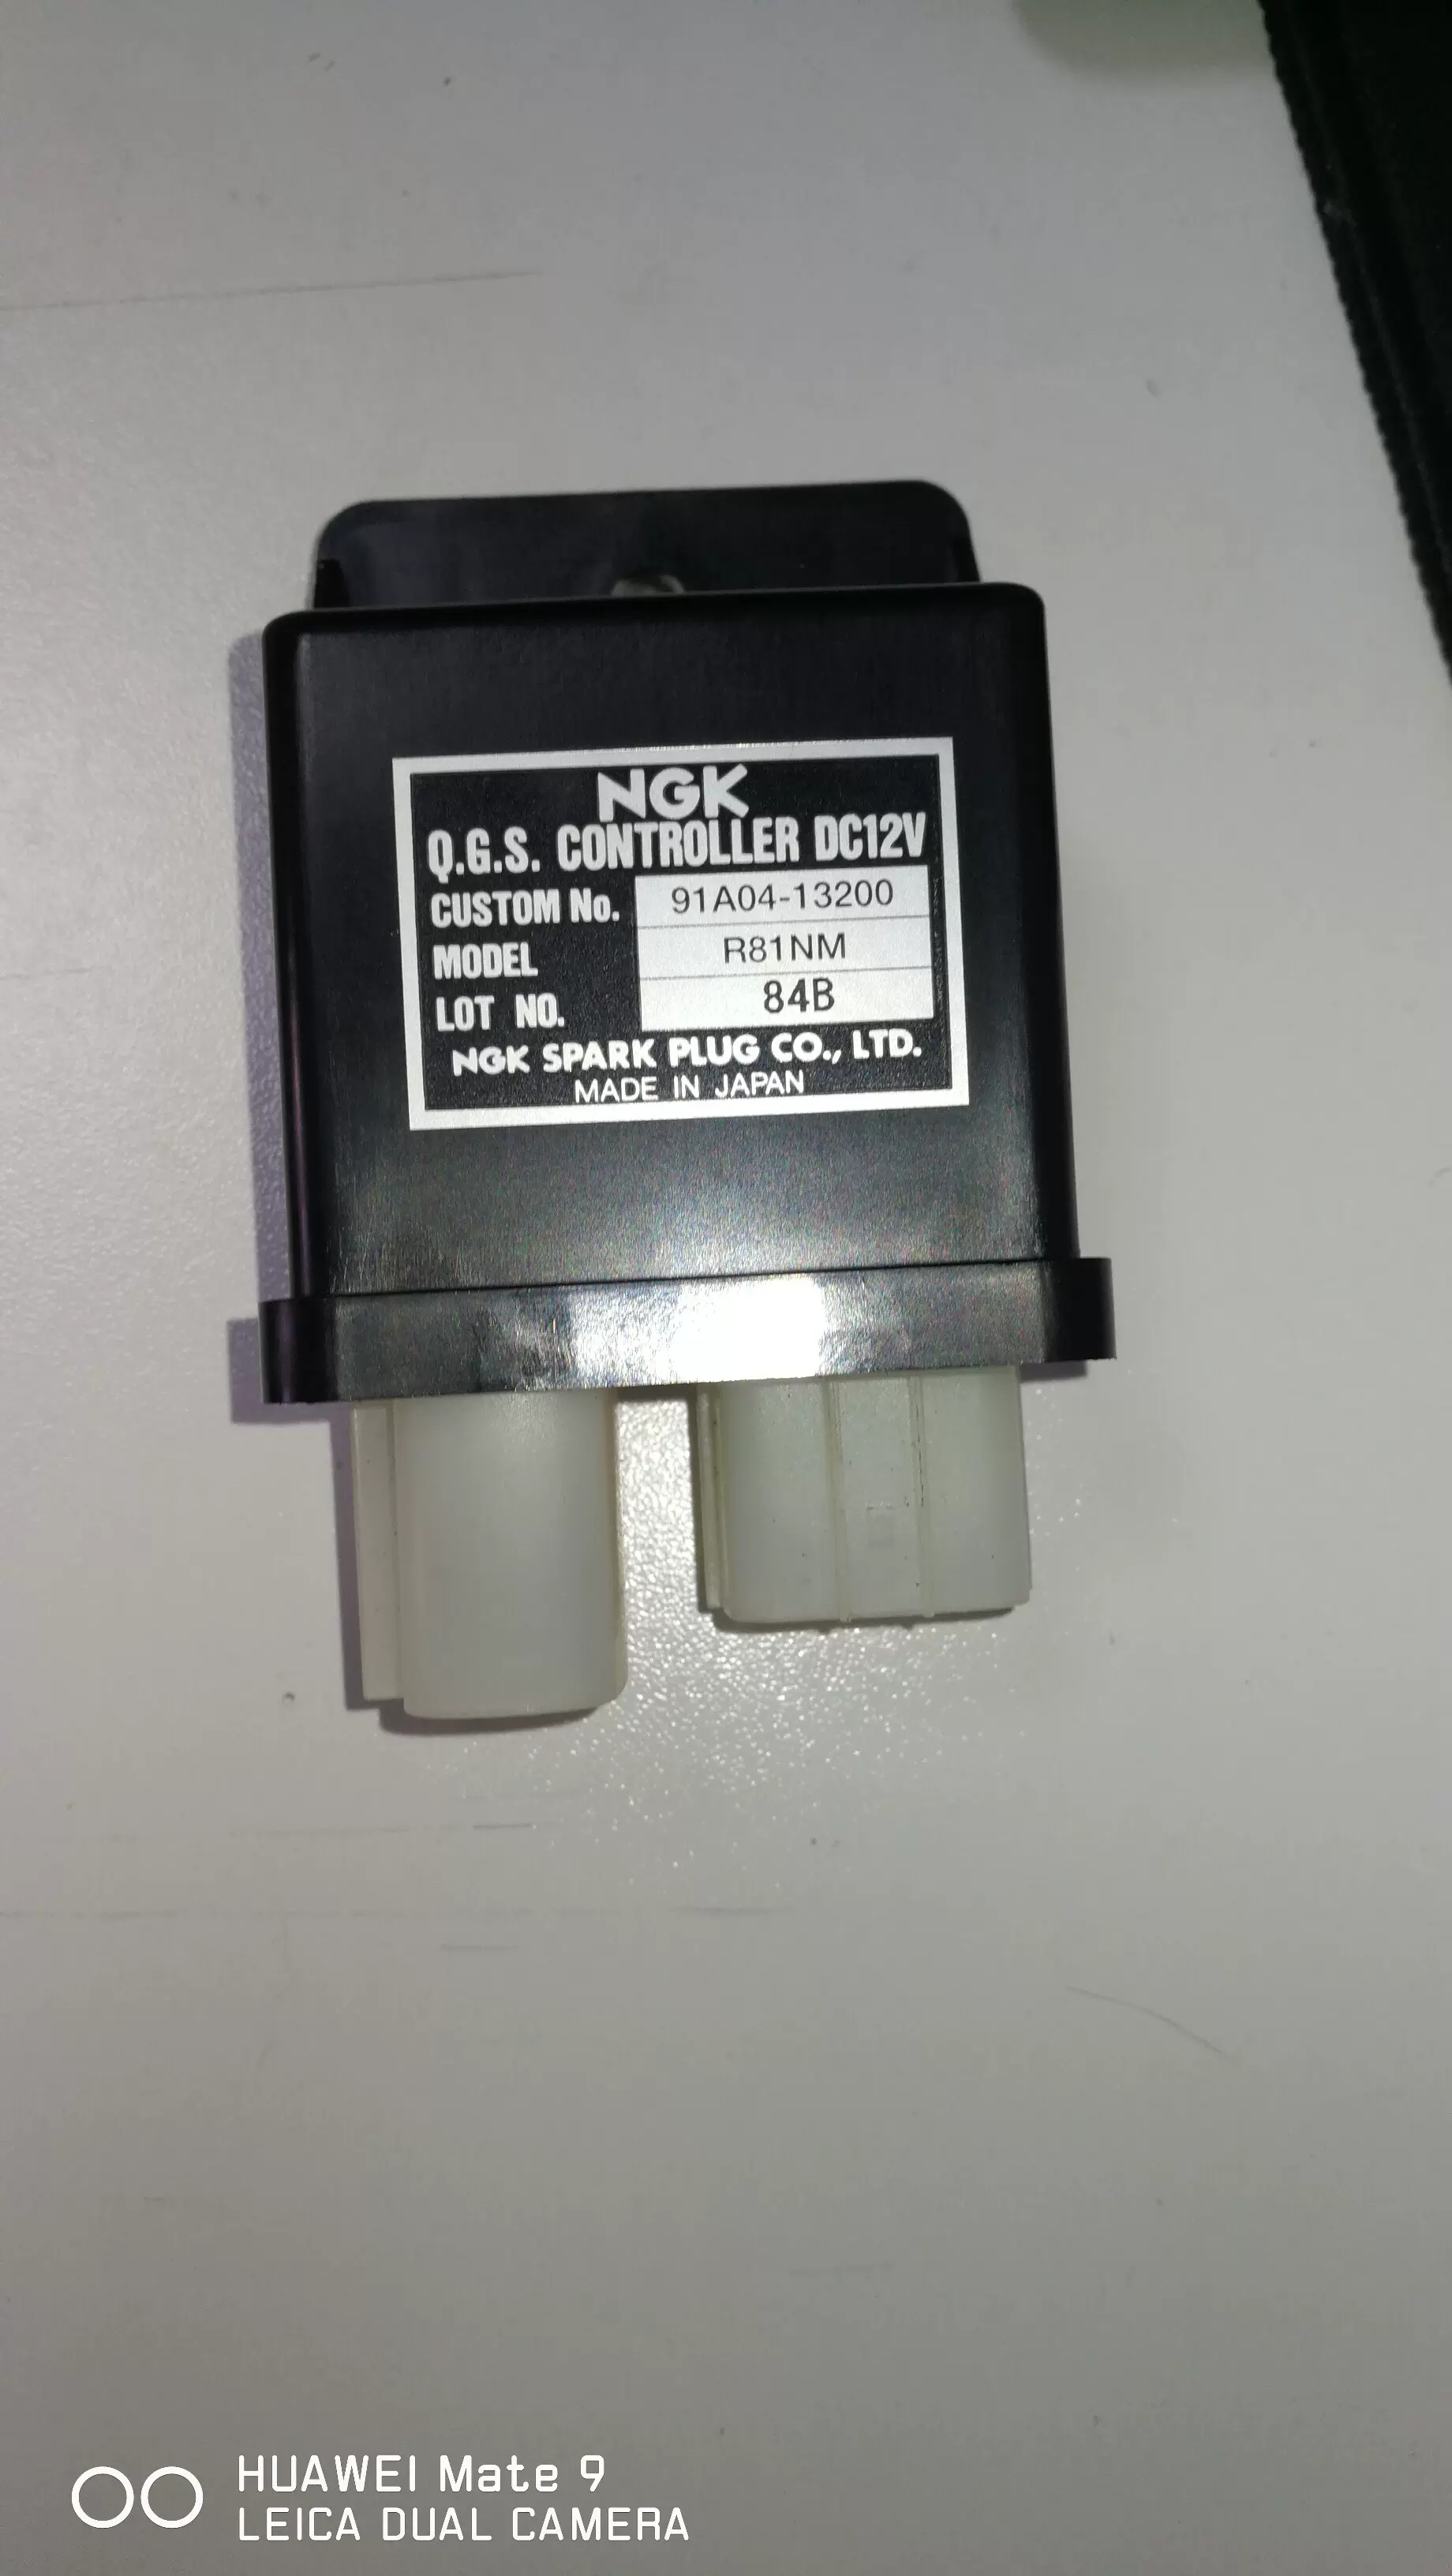 NGK
Q.G.S. CONTROLLER DC12V
CUSTOM No. 91A04-13200
MODEL R81NM
LOT NO. 84B
NGK SPARK PLUG CO., LTD.
MADE IN JAPAN
HUAWEI Mate 9
LEICA DUAL CAMERA